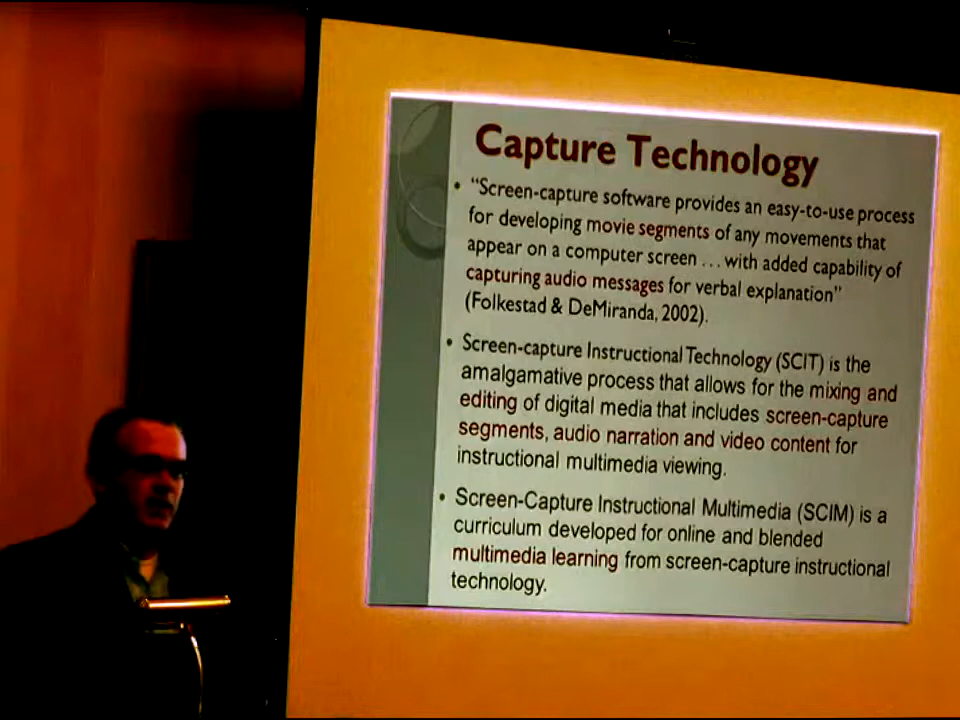 Capture Technology
• "Screen-capture software provides an easy-to-use process
for developing movie segments of any movements that
appear on a computer screen ... with added capability of
capturing audio messages for verbal explanation"
(Folkestad & DeMiranda, 2002).
• Screen-capture Instructional Technology (SCIT) is the
amalgamative process that allows for the mixing and
editing of digital media that includes screen-capture
segments, audio narration and video content for
instructional multimedia viewing.
• Screen-Capture Instructional Multimedia (SCIM) is a
curriculum developed for online and blended
multimedia learning from screen-capture instructional
technology.